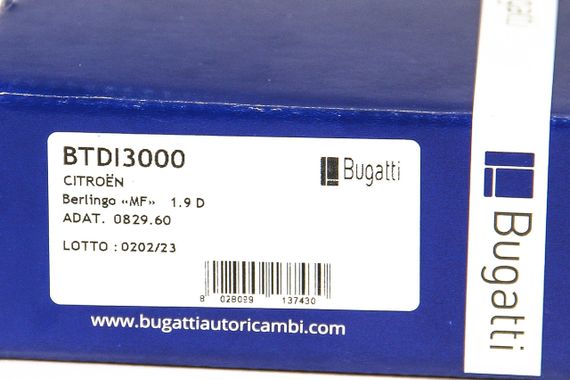 BTDI3000
CITROËN
Berlingo «MF» 1.9 D
ADAT. 0829.60
LOTTO : 0202/23
Bugatti
8 028099 137430
www.bugattiautoricambi.com
Bugatti